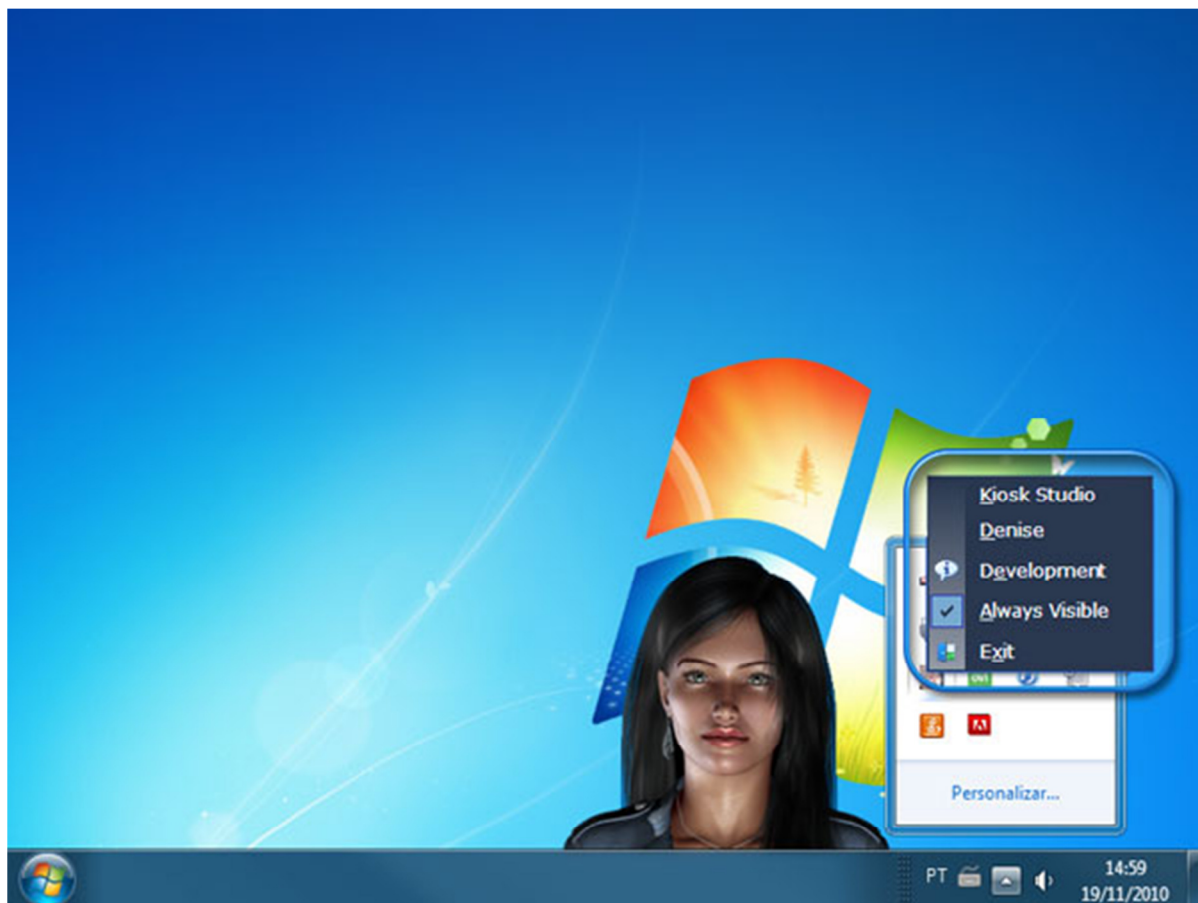 Kiosk Studio
Denise
Development
Always Visible
Exit
Personalizar...
PT
14:59
19/11/2010